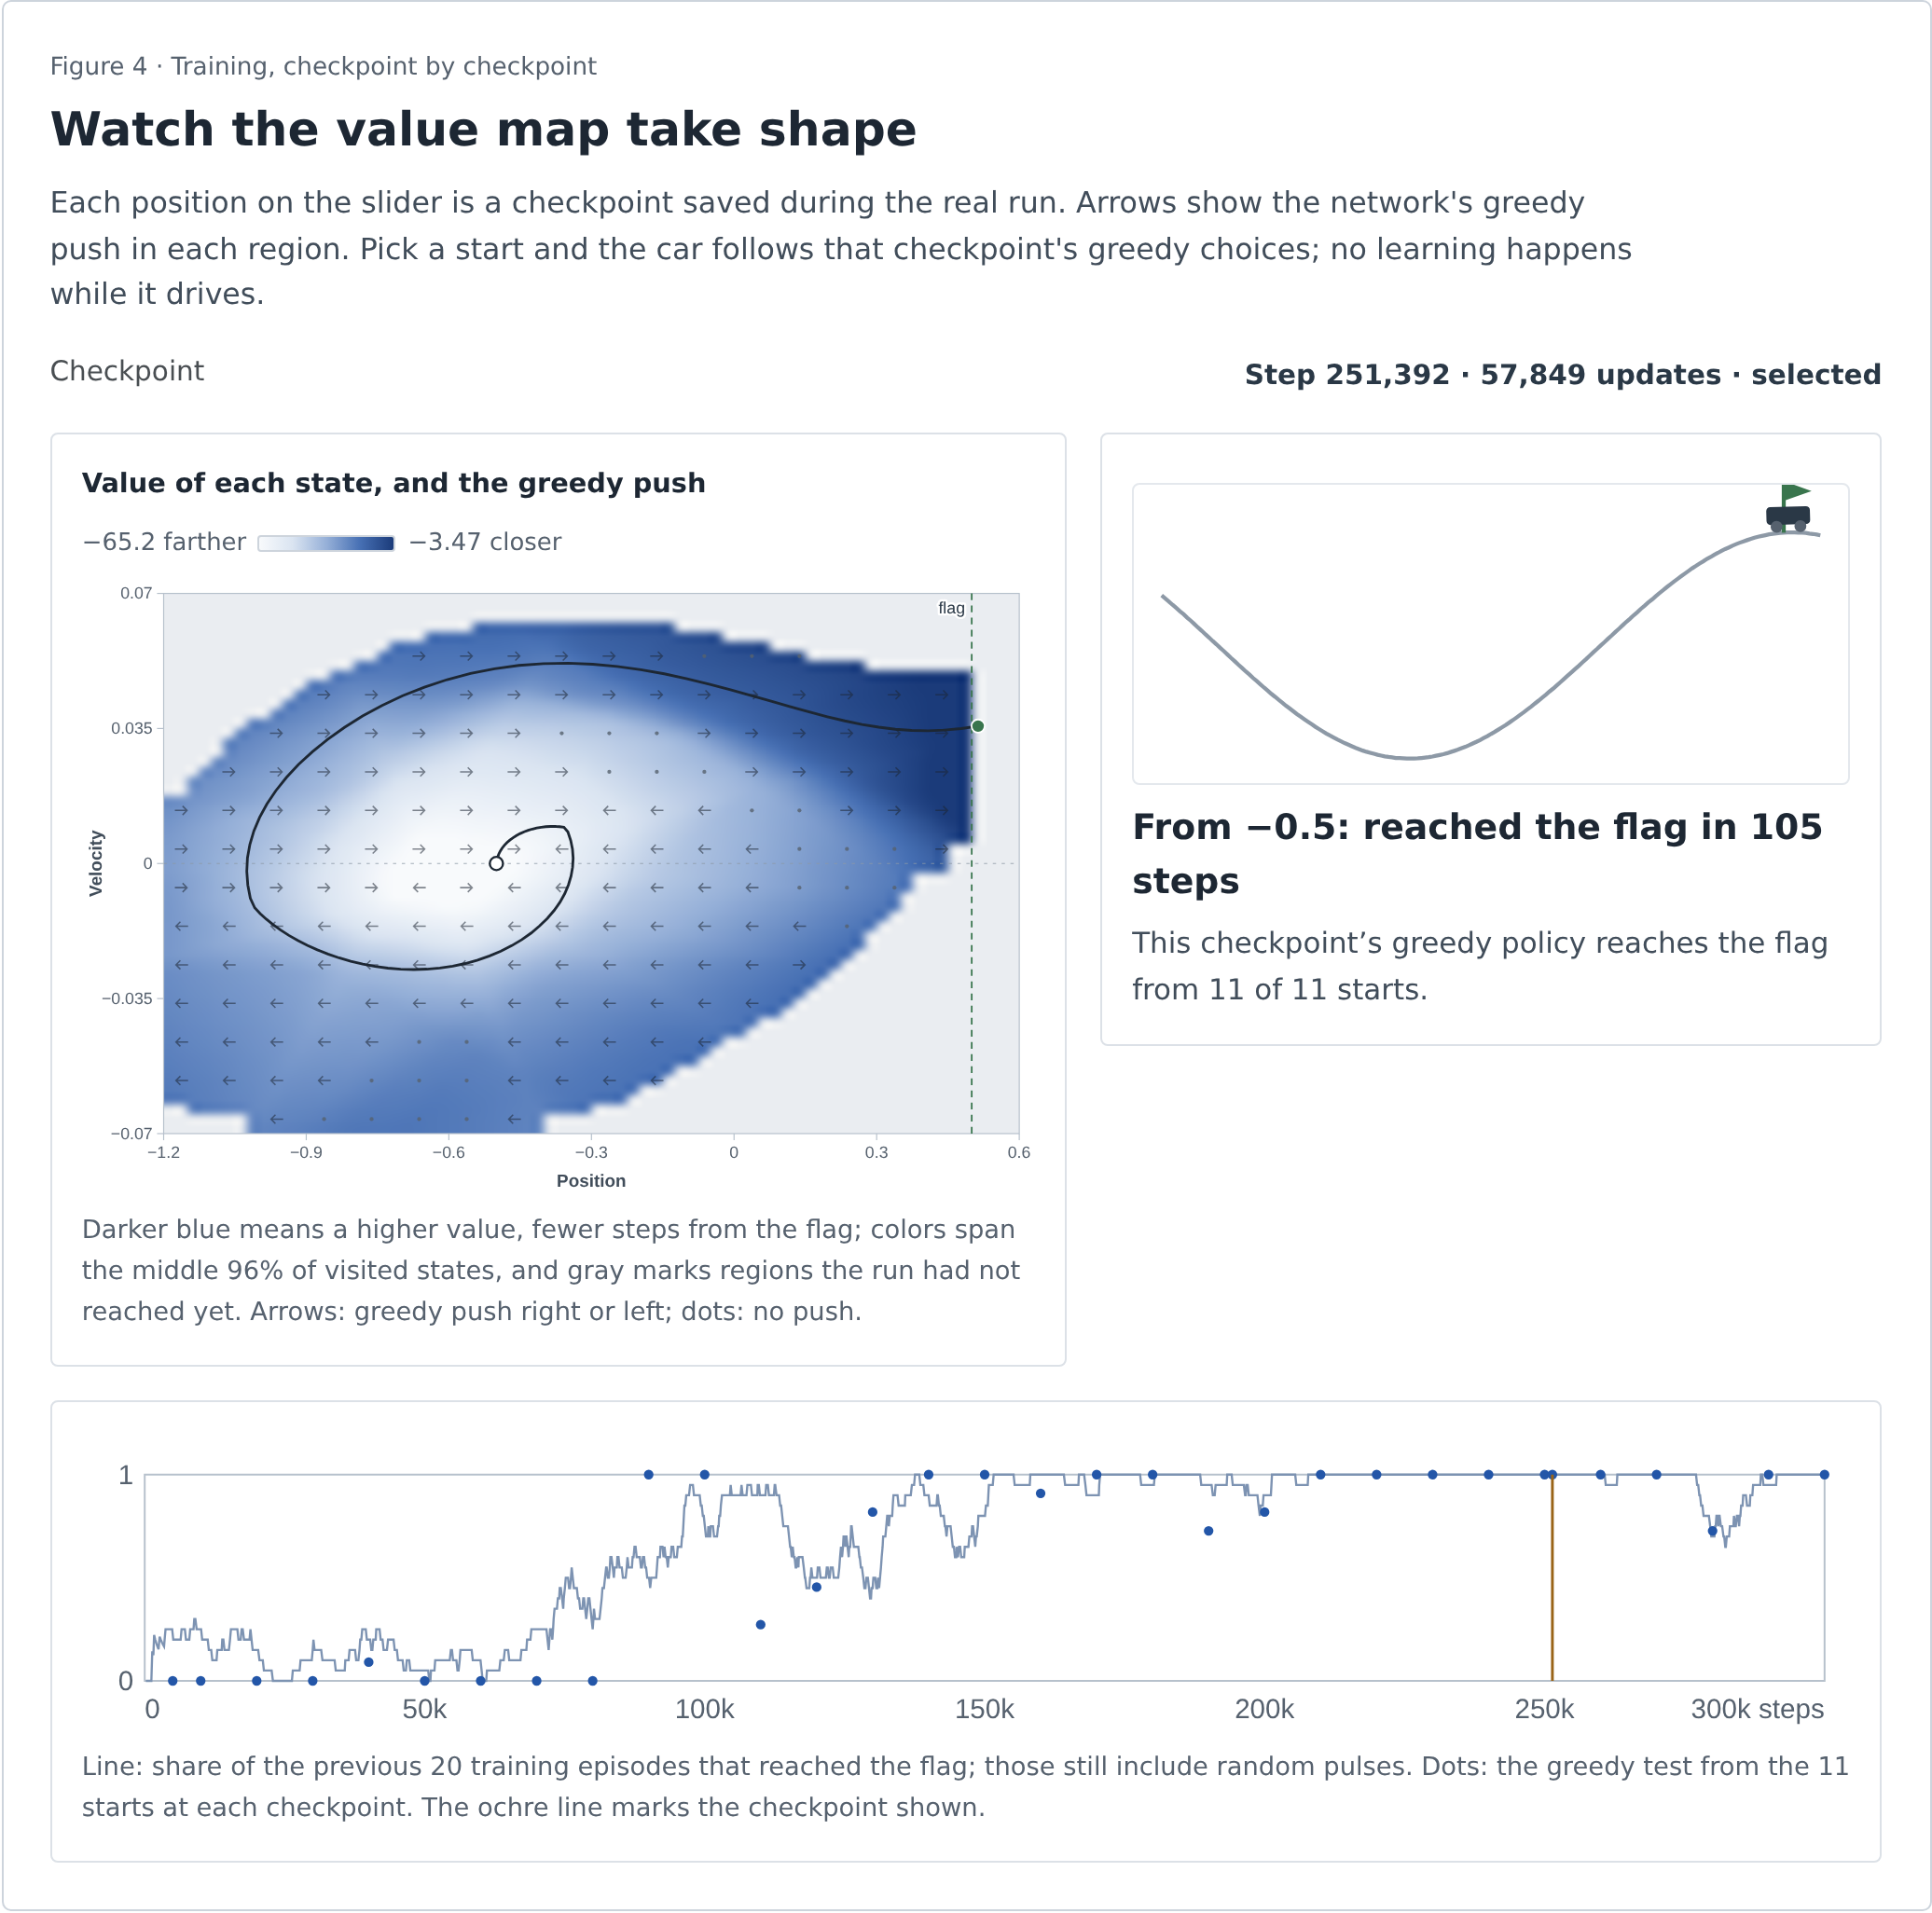 Figure 4 · Training, checkpoint by checkpoint
Watch the value map take shape
Each position on the slider is a checkpoint saved during the real run. Arrows show the network's greedy
push in each region. Pick a start and the car follows that checkpoint's greedy choices; no learning happens
while it drives.
Checkpoint
Step 251,392 · 57,849 updates · selected
Value of each state, and the greedy push
−65.2 farther
−3.47 closer
0.07
flag
0.035
0
−0.035
−0.07
Velocity
−1.2
−0.9
−0.6
−0.3
0
0.3
0.6
Position
Darker blue means a higher value, fewer steps from the flag; colors span
the middle 96% of visited states, and gray marks regions the run had not
reached yet. Arrows: greedy push right or left; dots: no push.
From −0.5: reached the flag in 105
steps
This checkpoint’s greedy policy reaches the flag
from 11 of 11 starts.
1
0
0
50k
100k
150k
200k
250k
300k steps
Line: share of the previous 20 training episodes that reached the flag; those still include random pulses. Dots: the greedy test from the 11
starts at each checkpoint. The ochre line marks the checkpoint shown.